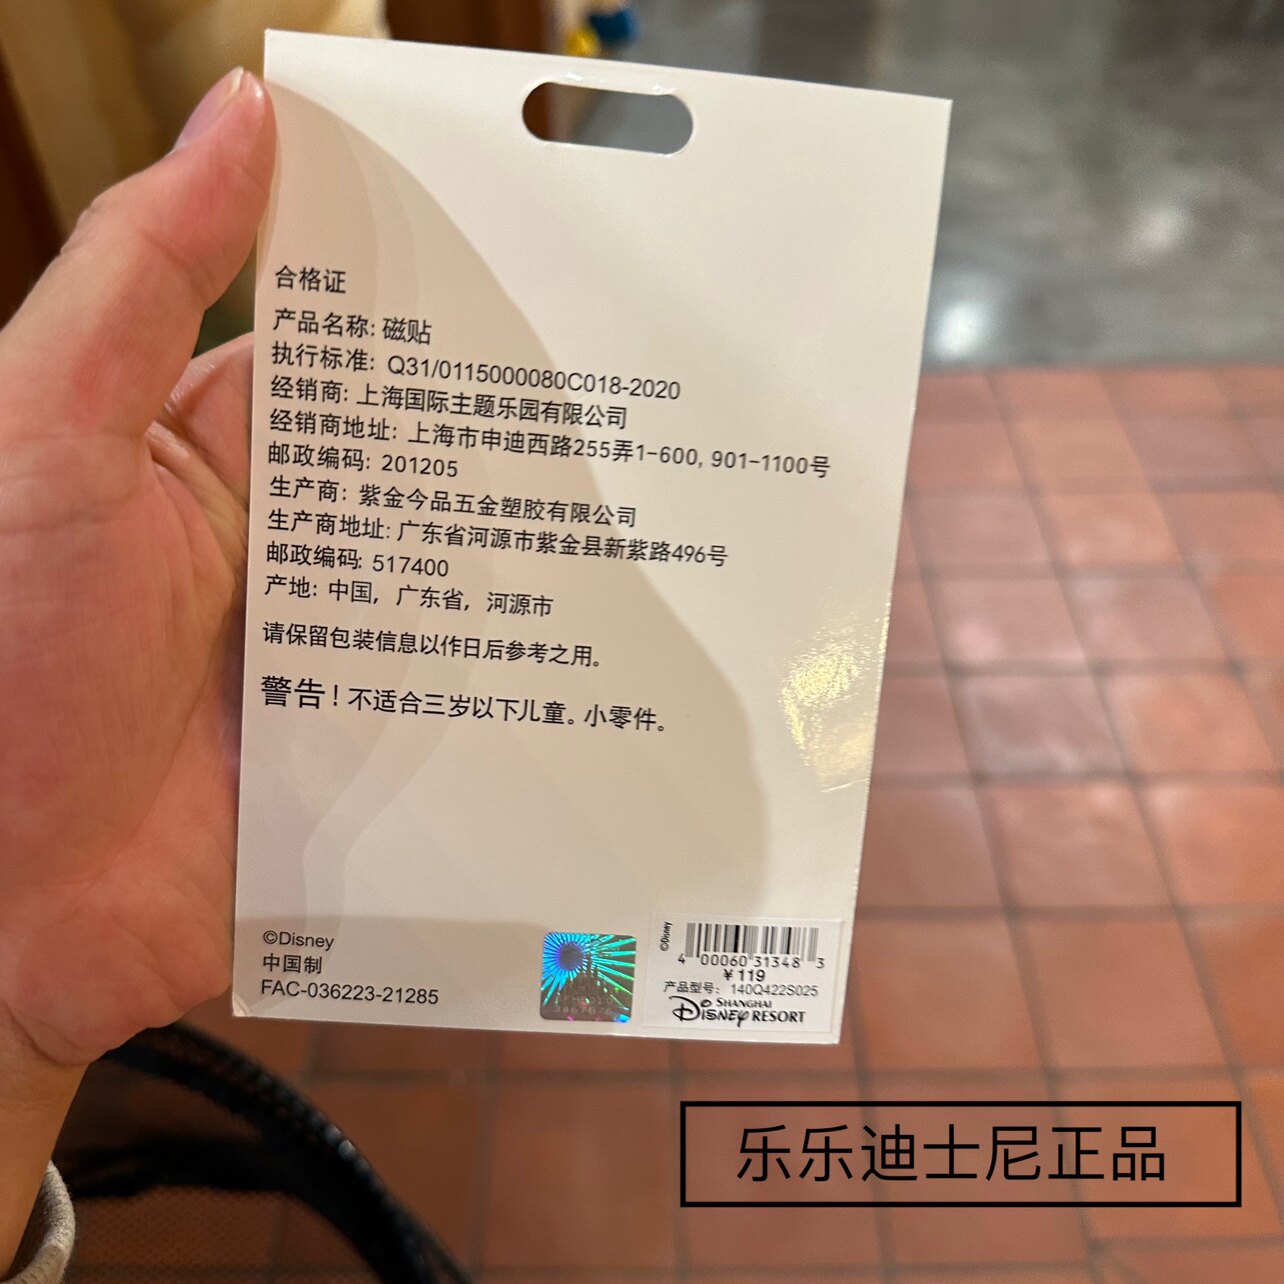 合格证
产品名称: 磁贴
执行标准: Q31/0115000080C018-2020
经销商: 上海国际主题乐园有限公司
经销商地址: 上海市申迪西路255弄1-600, 901-1100号
邮政编码: 201205
生产商: 紫金今品五金塑胶有限公司
生产商地址: 广东省河源市紫金县新紫路496号
邮政编码: 517400
产地: 中国, 广东省, 河源市
请保留包装信息以作日后参考之用。
警告! 不适合三岁以下儿童。小零件。
©Disney
中国制
FAC-036223-21285
©Disney
4 00060 31348 3
¥119
产品型号: 140Q422S025
SHANGHAI
DISNEY RESORT
乐乐迪士尼正品